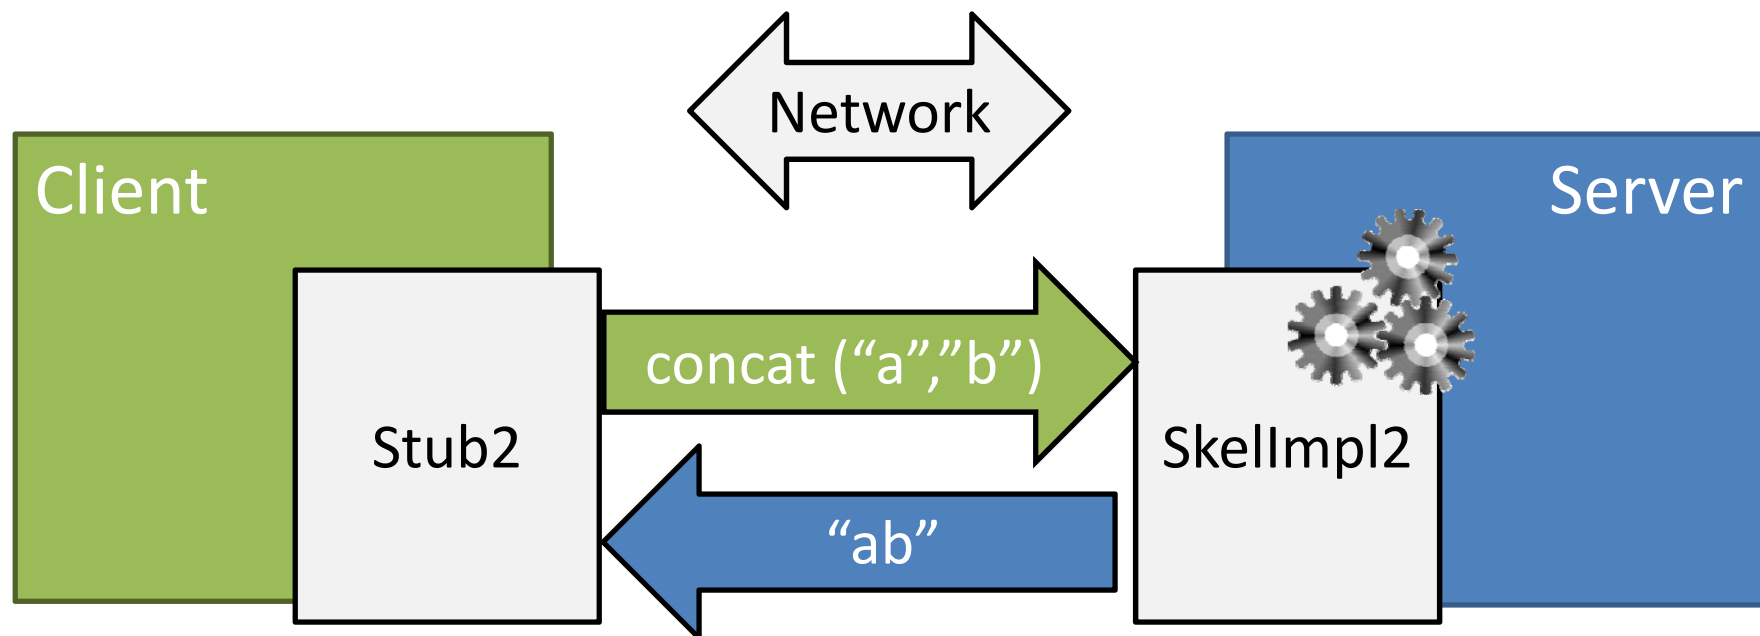 Network
Client
Server
concat (“a”,”b”)
Stub2
SkelImpl2
“ab”